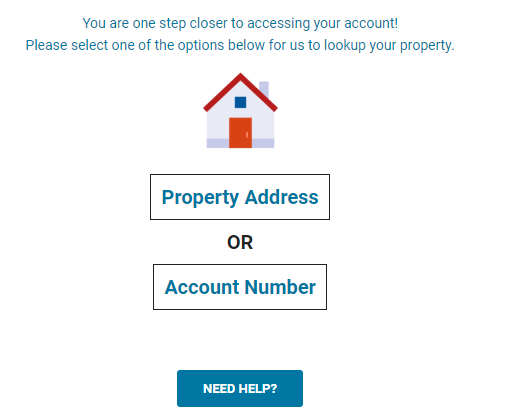 You are one step closer to accessing your account!
Please select one of the options below for us to lookup your property.
Property Address
OR
Account Number
NEED HELP?